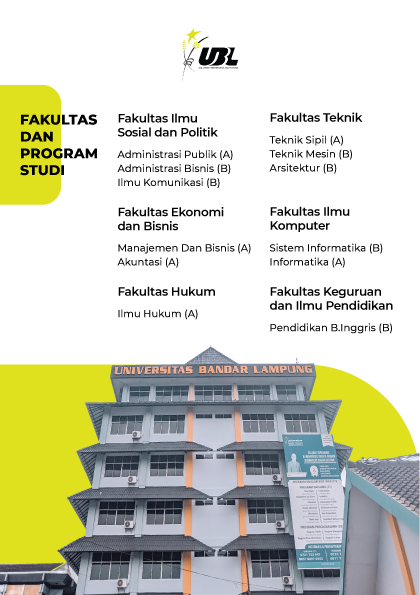 UBL
FAKULTAS
DAN
PROGRAM
STUDI
Fakultas Ilmu
Sosial dan Politik
Administrasi Publik (A)
Administrasi Bisnis (B)
Ilmu Komunikasi (B)
Fakultas Ekonomi
dan Bisnis
Manajemen Dan Bisnis (A)
Akuntasi (A)
Fakultas Hukum
Ilmu Hukum (A)
Fakultas Teknik
Teknik Sipil (A)
Teknik Mesin (B)
Arsitektur (B)
Fakultas Ilmu
Komputer
Sistem Informatika (B)
Informatika (A)
Fakultas Keguruan
dan Ilmu Pendidikan
Pendidikan B.Inggris (B)
UNIVERSITAS BANDAR LAMPUNG